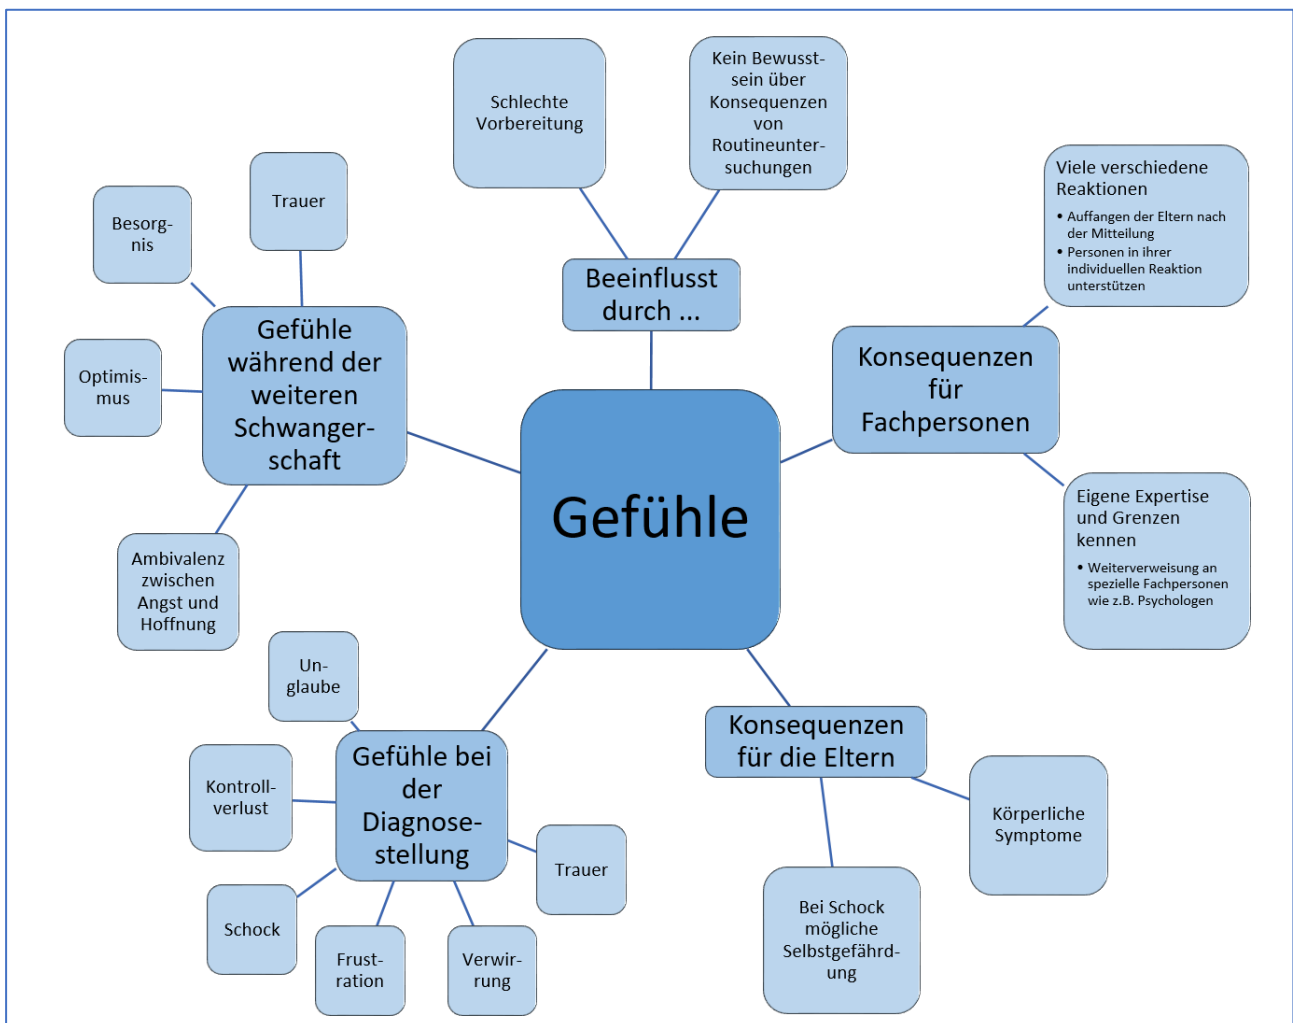 Schlechte
Vorbereitung
Kein Bewusst-
sein über
Konsequenzen
von
Routineunter-
suchungen
Beeinflusst
durch ...
Viele verschiedene
Reaktionen
• Auffangen der Eltern nach
der Mitteilung
• Personen in ihrer
individuellen Reaktion
unterstützen
Konsequenzen
für
Fachpersonen
Eigene Expertise
und Grenzen
kennen
• Weiterverweisung an
spezielle Fachpersonen
wie z.B. Psychologen
Trauer
Besorg-
nis
Optimis-
mus
Gefühle
während der
weiteren
Schwanger-
schaft
Ambivalenz
zwischen
Angst und
Hoffnung
Gefühle
Un-
glaube
Kontroll-
verlust
Schock
Frust-
ration
Verwir-
rung
Trauer
Gefühle bei
der
Diagnose-
stellung
Konsequenzen
für die Eltern
Körperliche
Symptome
Bei Schock
mögliche
Selbstgefährd-
ung